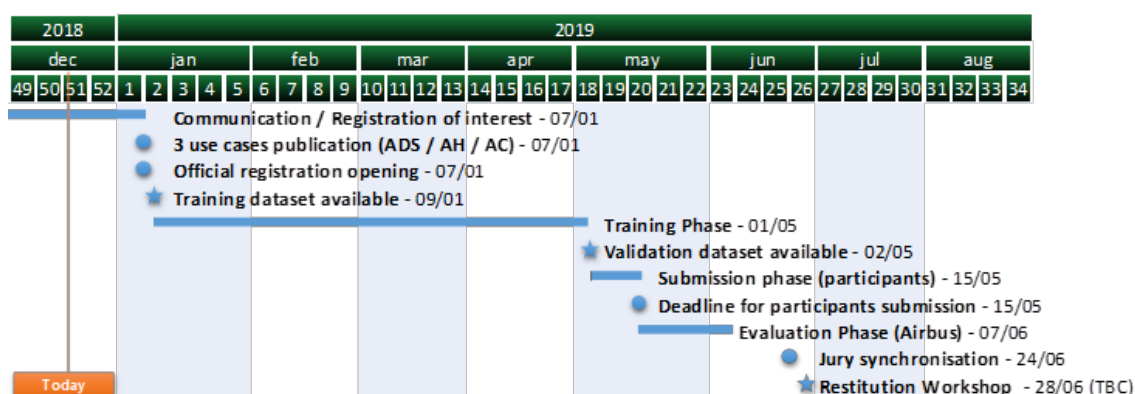 2018 2019
dec jan feb mar apr may jun jul aug
49 50 51 52 1 2 3 4 5 6 7 8 9 10 11 12 13 14 15 16 17 18 19 20 21 22 23 24 25 26 27 28 29 30 31 32 33 34
Communication / Registration of interest - 07/01
3 use cases publication (ADS / AH / AC) - 07/01
Official registration opening - 07/01
Training dataset available - 09/01
Training Phase - 01/05
Validation dataset available - 02/05
Submission phase (participants) - 15/05
Deadline for participants submission - 15/05
Evaluation Phase (Airbus) - 07/06
Jury synchronisation - 24/06
Today Restitution Workshop - 28/06 (TBC)